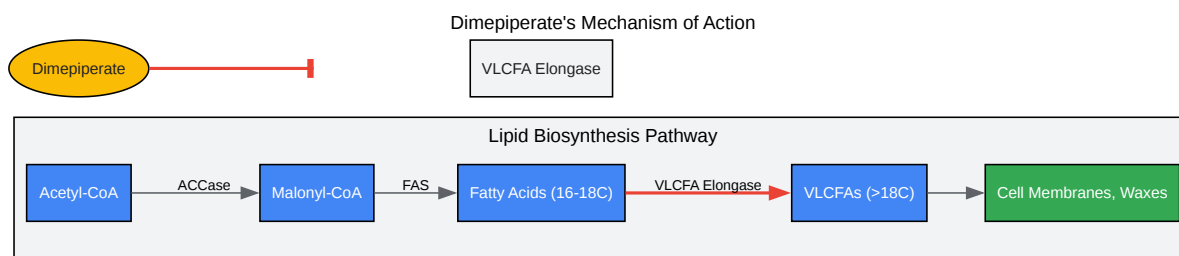 Dimepiperate's Mechanism of Action
Dimepiperate
VLCFA Elongase
Lipid Biosynthesis Pathway
Acetyl-CoA
ACCase
Malonyl-CoA
FAS
Fatty Acids (16-18C)
VLCFA Elongase
VLCFAs (>18C)
Cell Membranes, Waxes